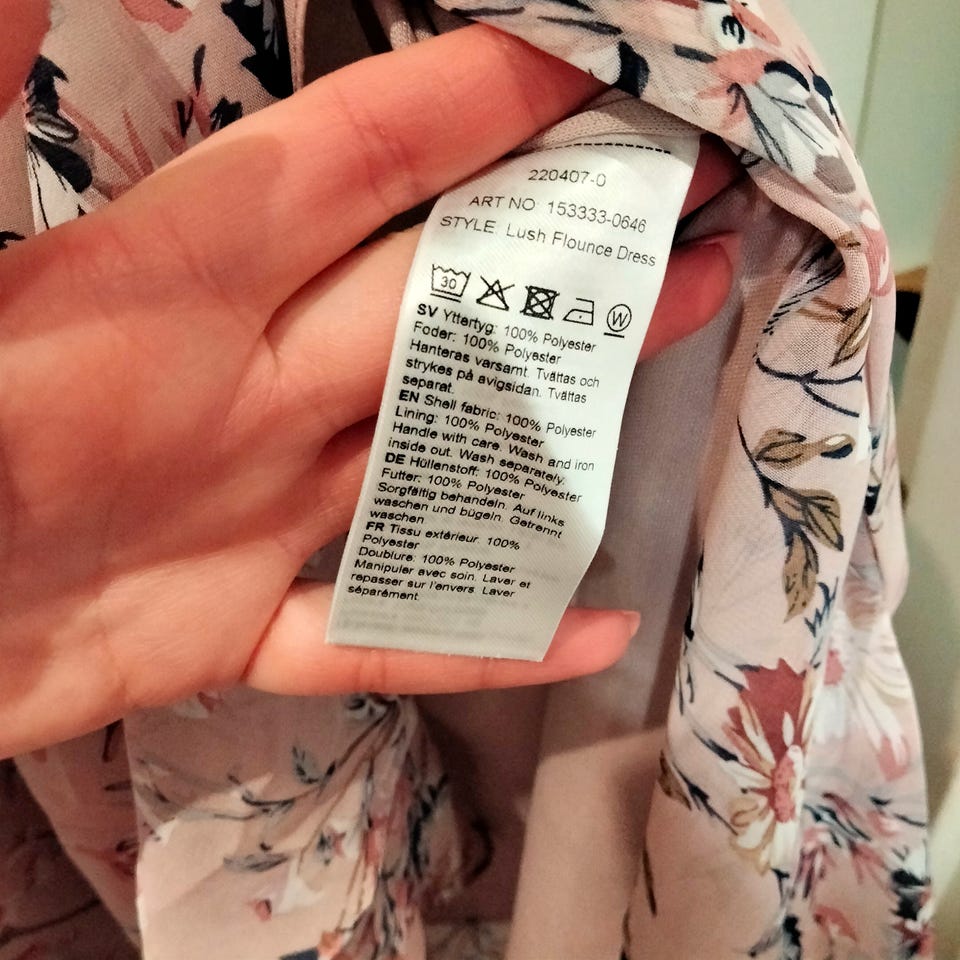 220407-0
ART NO 153333-0646
STYLE Lush Flounce Dress
30 W
SV Yttertyg: 100% Polyester
Foder: 100% Polyester
Hanteras varsamt. Tvättas och
strykes på avigsidan. Tvättas
separat.
EN Shell fabric: 100% Polyester
Lining: 100% Polyester
Handle with care. Wash and iron
inside out. Wash separately.
DE Hüllenstoff: 100% Polyester
Futter: 100% Polyester
Sorgfältig behandeln. Auf links
waschen und bügeln. Getrennt
waschen
FR Tissu extérieur: 100%
Polyester
Doublure: 100% Polyester
Manipuler avec soin. Laver et
repasser sur l'envers. Laver
séparément.